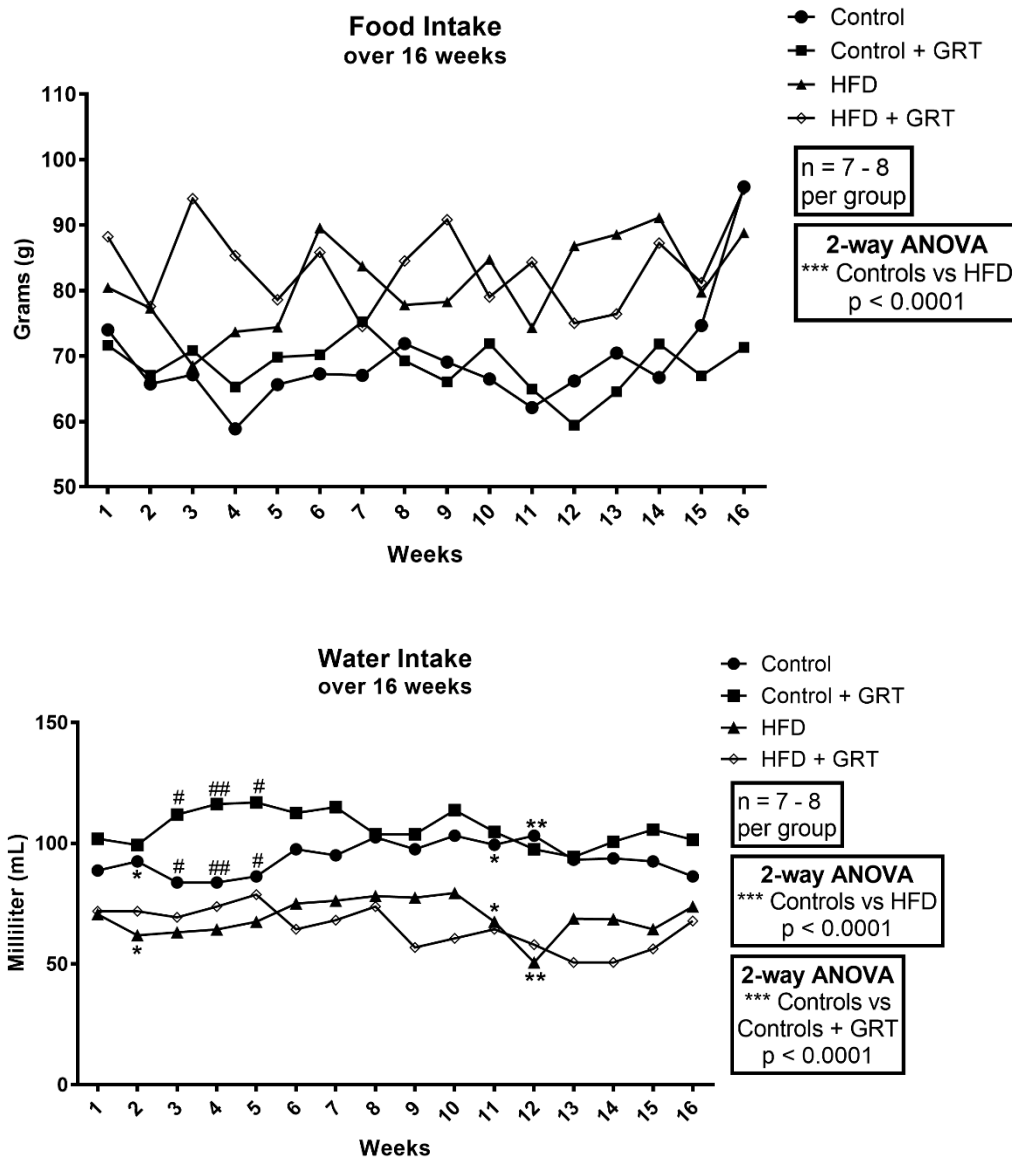 Food Intake
over 16 weeks
Control
Control + GRT
HFD
HFD + GRT
n = 7 - 8
per group
2-way ANOVA
*** Controls vs HFD
p < 0.0001
Grams (g)
110
100
90
80
70
60
50
1 2 3 4 5 6 7 8 9 10 11 12 13 14 15 16
Weeks
Water Intake
over 16 weeks
Control
Control + GRT
HFD
HFD + GRT
n = 7 - 8
per group
2-way ANOVA
*** Controls vs HFD
p < 0.0001
2-way ANOVA
*** Controls vs
Controls + GRT
p < 0.0001
Milliliter (mL)
150
100
50
0
# ## #
**
* # ## # *
*
* **
1 2 3 4 5 6 7 8 9 10 11 12 13 14 15 16
Weeks